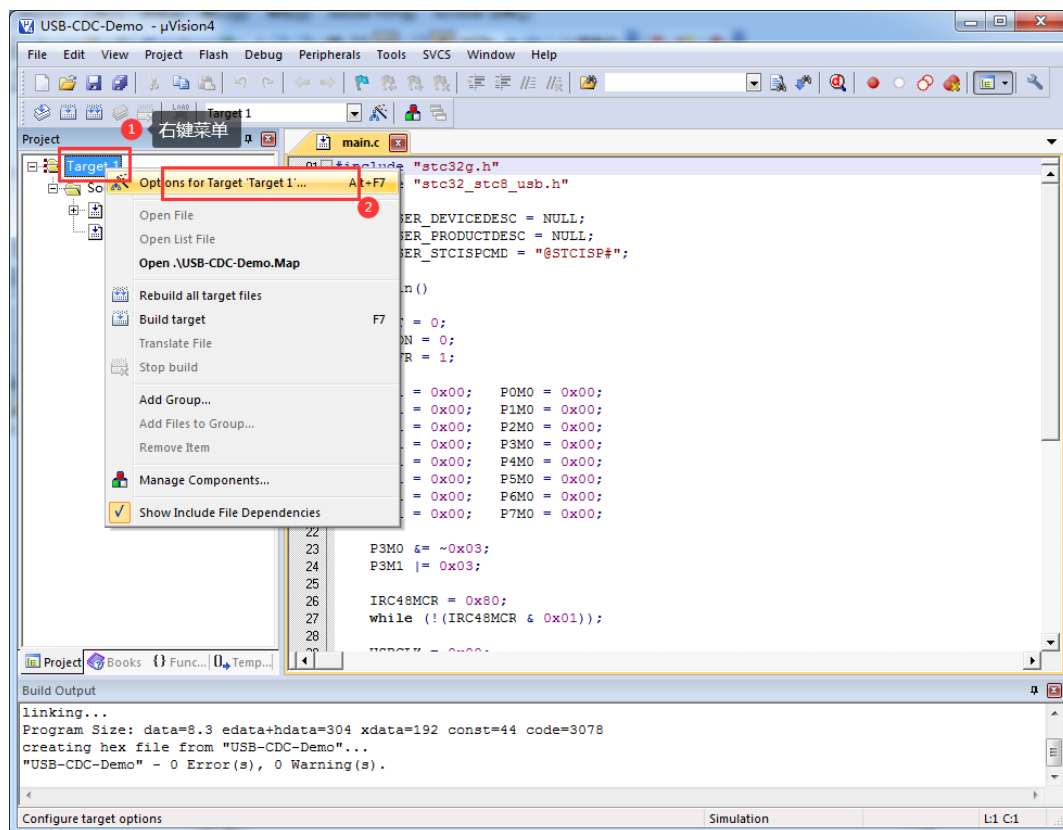 USB-CDC-Demo - µVision4
File Edit View Project Flash Debug Peripherals Tools SVCS Window Help
LOAD Target 1
1 右键菜单
Project main.c
Target 1
So
Options for Target 'Target 1'... Alt+F7
2
Open File
Open List File
Open .\USB-CDC-Demo.Map
Rebuild all target files
Build target F7
Translate File
Stop build
Add Group...
Add Files to Group...
Remove Item
Manage Components...
Show Include File Dependencies
01 #include "stc32g.h"
"stc32_stc8_usb.h"
SER_DEVICEDESC = NULL;
SER_PRODUCTDESC = NULL;
SER_STCISPCMD = "@STCISP#";
n()
= 0;
N = 0;
R = 1;
= 0x00; P0M0 = 0x00;
= 0x00; P1M0 = 0x00;
= 0x00; P2M0 = 0x00;
= 0x00; P3M0 = 0x00;
= 0x00; P4M0 = 0x00;
= 0x00; P5M0 = 0x00;
= 0x00; P6M0 = 0x00;
= 0x00; P7M0 = 0x00;
22
23 P3M0 &= ~0x03;
24 P3M1 |= 0x03;
25
26 IRC48MCR = 0x80;
27 while (!(IRC48MCR & 0x01));
28
Project Books {} Func... Temp...
Build Output
linking...
Program Size: data=8.3 edata+hdata=304 xdata=192 const=44 code=3078
creating hex file from "USB-CDC-Demo"...
"USB-CDC-Demo" - 0 Error(s), 0 Warning(s).
Configure target options Simulation L:1 C:1